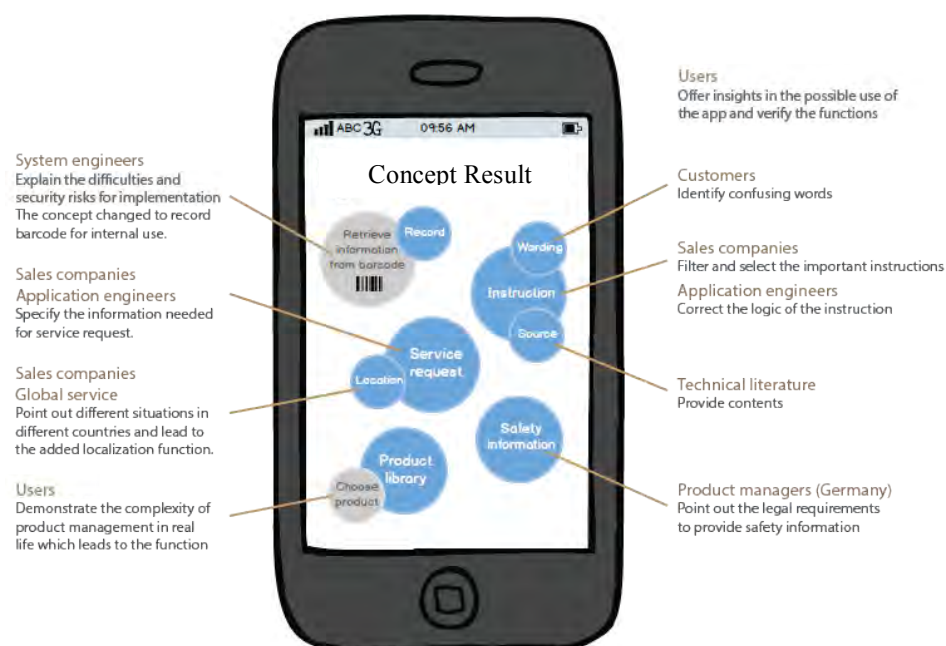 ABC 3G 09:56 AM
Concept Result
Retrieve
information
from barcode
Record
Wording
Instruction
Source
Service
request
Location
Safety
information
Product
library
Choose
product
System engineers
Explain the difficulties and
security risks for implementation
The concept changed to record
barcode for internal use.
Sales companies
Application engineers
Specify the information needed
for service request.
Sales companies
Global service
Point out different situations in
different countries and lead to
the added localization function.
Users
Demonstrate the complexity of
product management in real
life which leads to the function
Users
Offer insights in the possible use of
the app and verify the functions
Customers
Identify confusing words
Sales companies
Filter and select the important instructions
Application engineers
Correct the logic of the instruction
Technical literature
Provide contents
Product managers (Germany)
Point out the legal requirements
to provide safety information